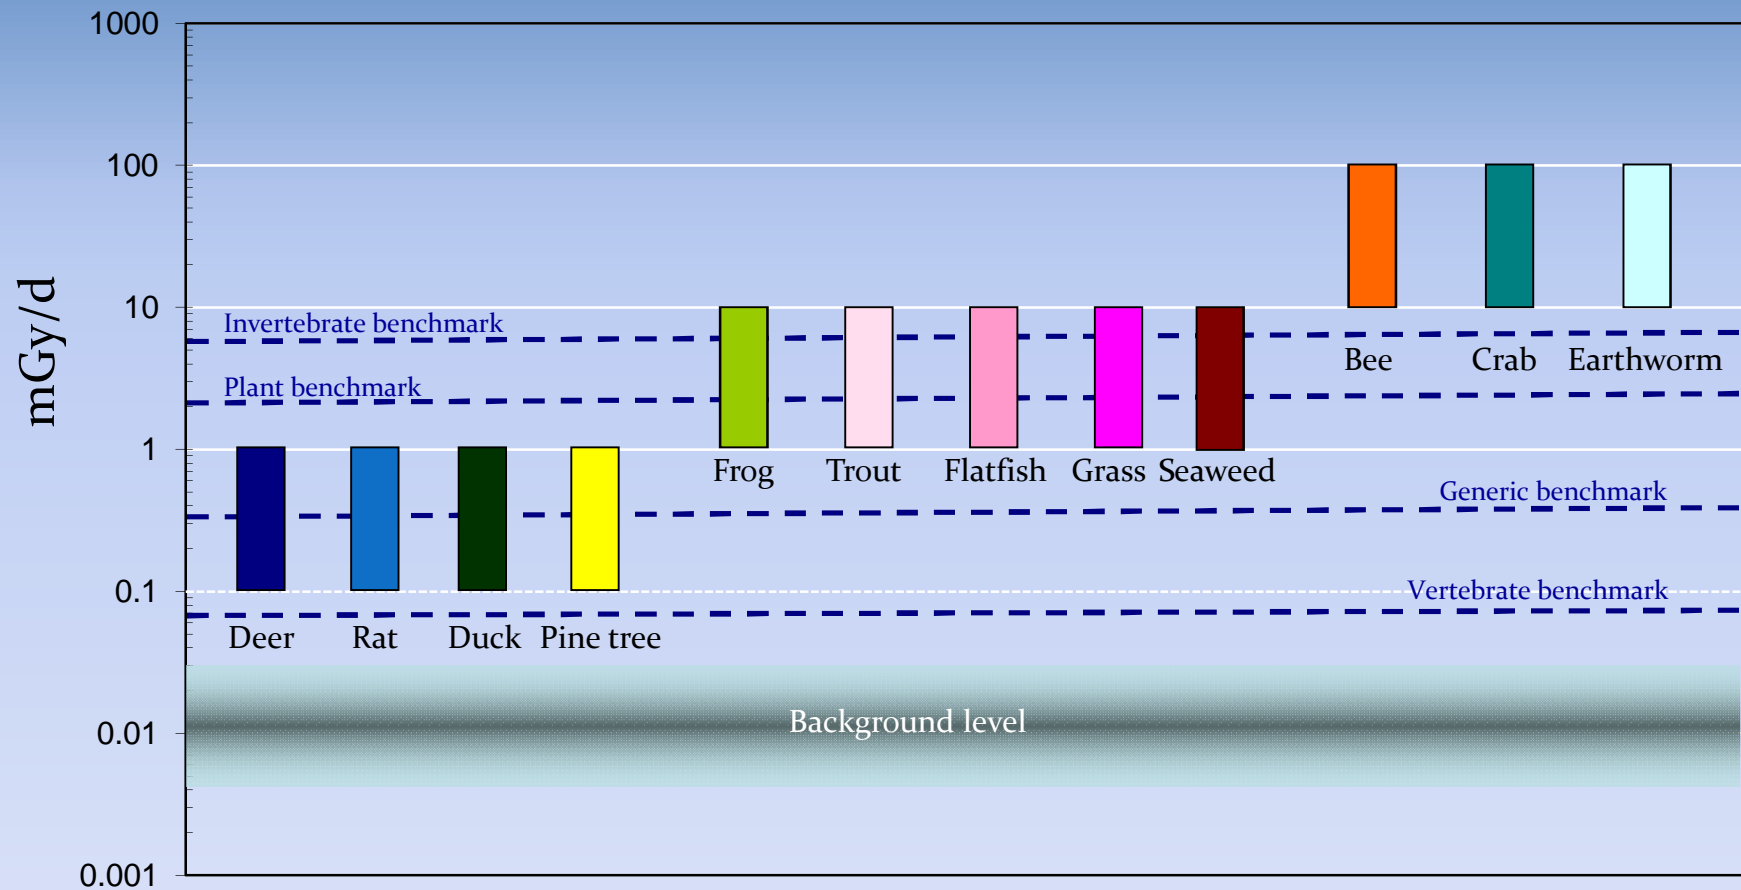 1000
100
10
1
0.1
0.01
0.001
mGy/d
Invertebrate benchmark
Plant benchmark
Generic benchmark
Vertebrate benchmark
Bee Crab Earthworm
Frog Trout Flatfish Grass Seaweed
Deer Rat Duck Pine tree
Background level